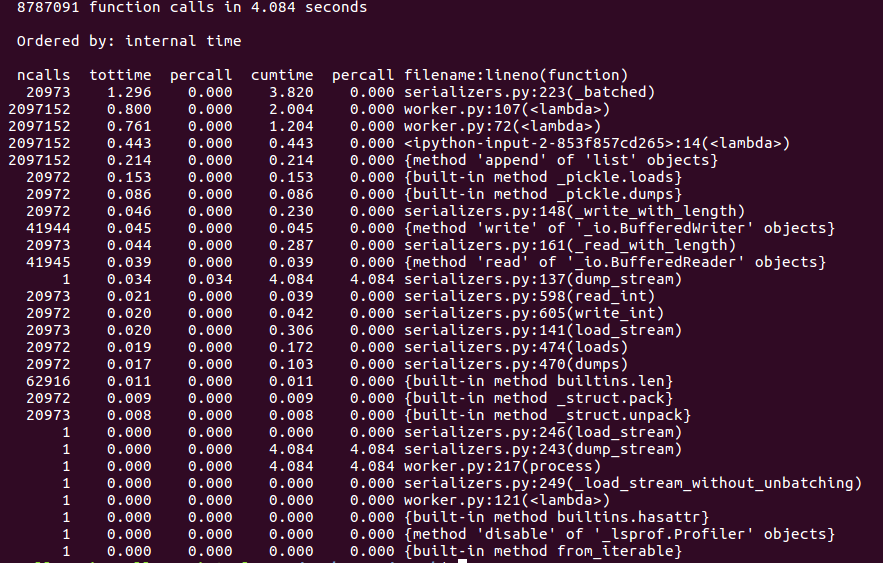 8787091 function calls in 4.084 seconds
Ordered by: internal time
ncalls tottime percall cumtime percall filename:lineno(function)
20973 1.296 0.000 3.820 0.000 serializers.py:223(_batched)
2097152 0.800 0.000 2.004 0.000 worker.py:107(<lambda>)
2097152 0.761 0.000 1.204 0.000 worker.py:72(<lambda>)
2097152 0.443 0.000 0.443 0.000 <ipython-input-2-853f857cd265>:14(<lambda>)
2097152 0.214 0.000 0.214 0.000 {method 'append' of 'list' objects}
20972 0.153 0.000 0.153 0.000 {built-in method _pickle.loads}
20972 0.086 0.000 0.086 0.000 {built-in method _pickle.dumps}
20972 0.046 0.000 0.230 0.000 serializers.py:148(_write_with_length)
41944 0.045 0.000 0.045 0.000 {method 'write' of '_io.BufferedWriter' objects}
20973 0.044 0.000 0.287 0.000 serializers.py:161(_read_with_length)
41945 0.039 0.000 0.039 0.000 {method 'read' of '_io.BufferedReader' objects}
1 0.034 0.034 4.084 4.084 serializers.py:137(dump_stream)
20973 0.021 0.000 0.039 0.000 serializers.py:598(read_int)
20972 0.020 0.000 0.042 0.000 serializers.py:605(write_int)
20973 0.020 0.000 0.306 0.000 serializers.py:141(load_stream)
20972 0.019 0.000 0.172 0.000 serializers.py:474(loads)
20972 0.017 0.000 0.103 0.000 serializers.py:470(dumps)
62916 0.011 0.000 0.011 0.000 {built-in method builtins.len}
20972 0.009 0.000 0.009 0.000 {built-in method _struct.pack}
20973 0.008 0.000 0.008 0.000 {built-in method _struct.unpack}
1 0.000 0.000 0.000 0.000 serializers.py:246(load_stream)
1 0.000 0.000 4.084 4.084 serializers.py:243(dump_stream)
1 0.000 0.000 4.084 4.084 worker.py:217(process)
1 0.000 0.000 0.000 0.000 serializers.py:249(_load_stream_without_unbatching)
1 0.000 0.000 0.000 0.000 worker.py:121(<lambda>)
1 0.000 0.000 0.000 0.000 {built-in method builtins.hasattr}
1 0.000 0.000 0.000 0.000 {method 'disable' of '_lsprof.Profiler' objects}
1 0.000 0.000 0.000 0.000 {built-in method from_iterable}